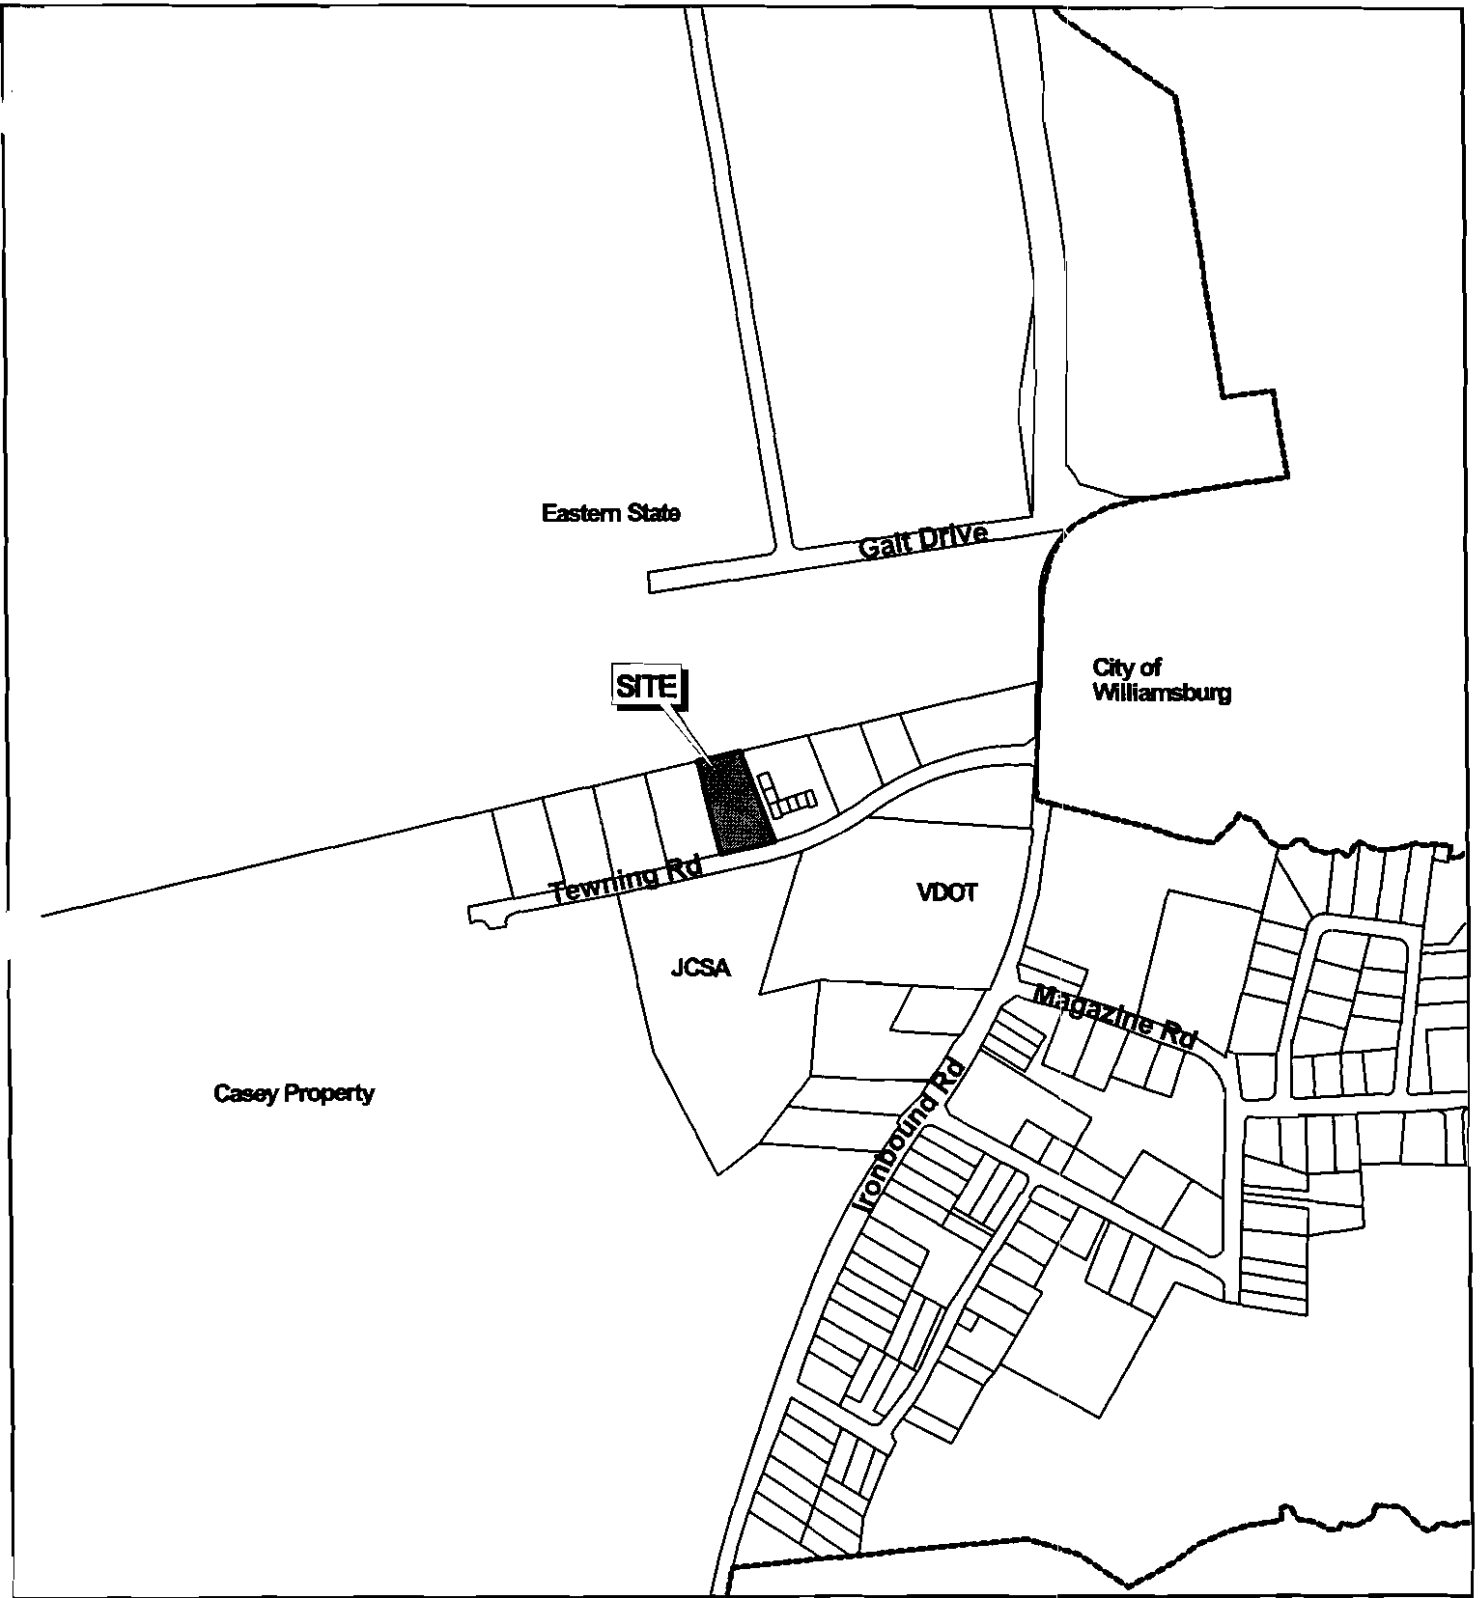 Eastern State
Galt Drive
SITE
City of
Williamsburg
Tewning Rd
VDOT
JCSA
Magazine Rd
Casey Property
Ironbound Rd